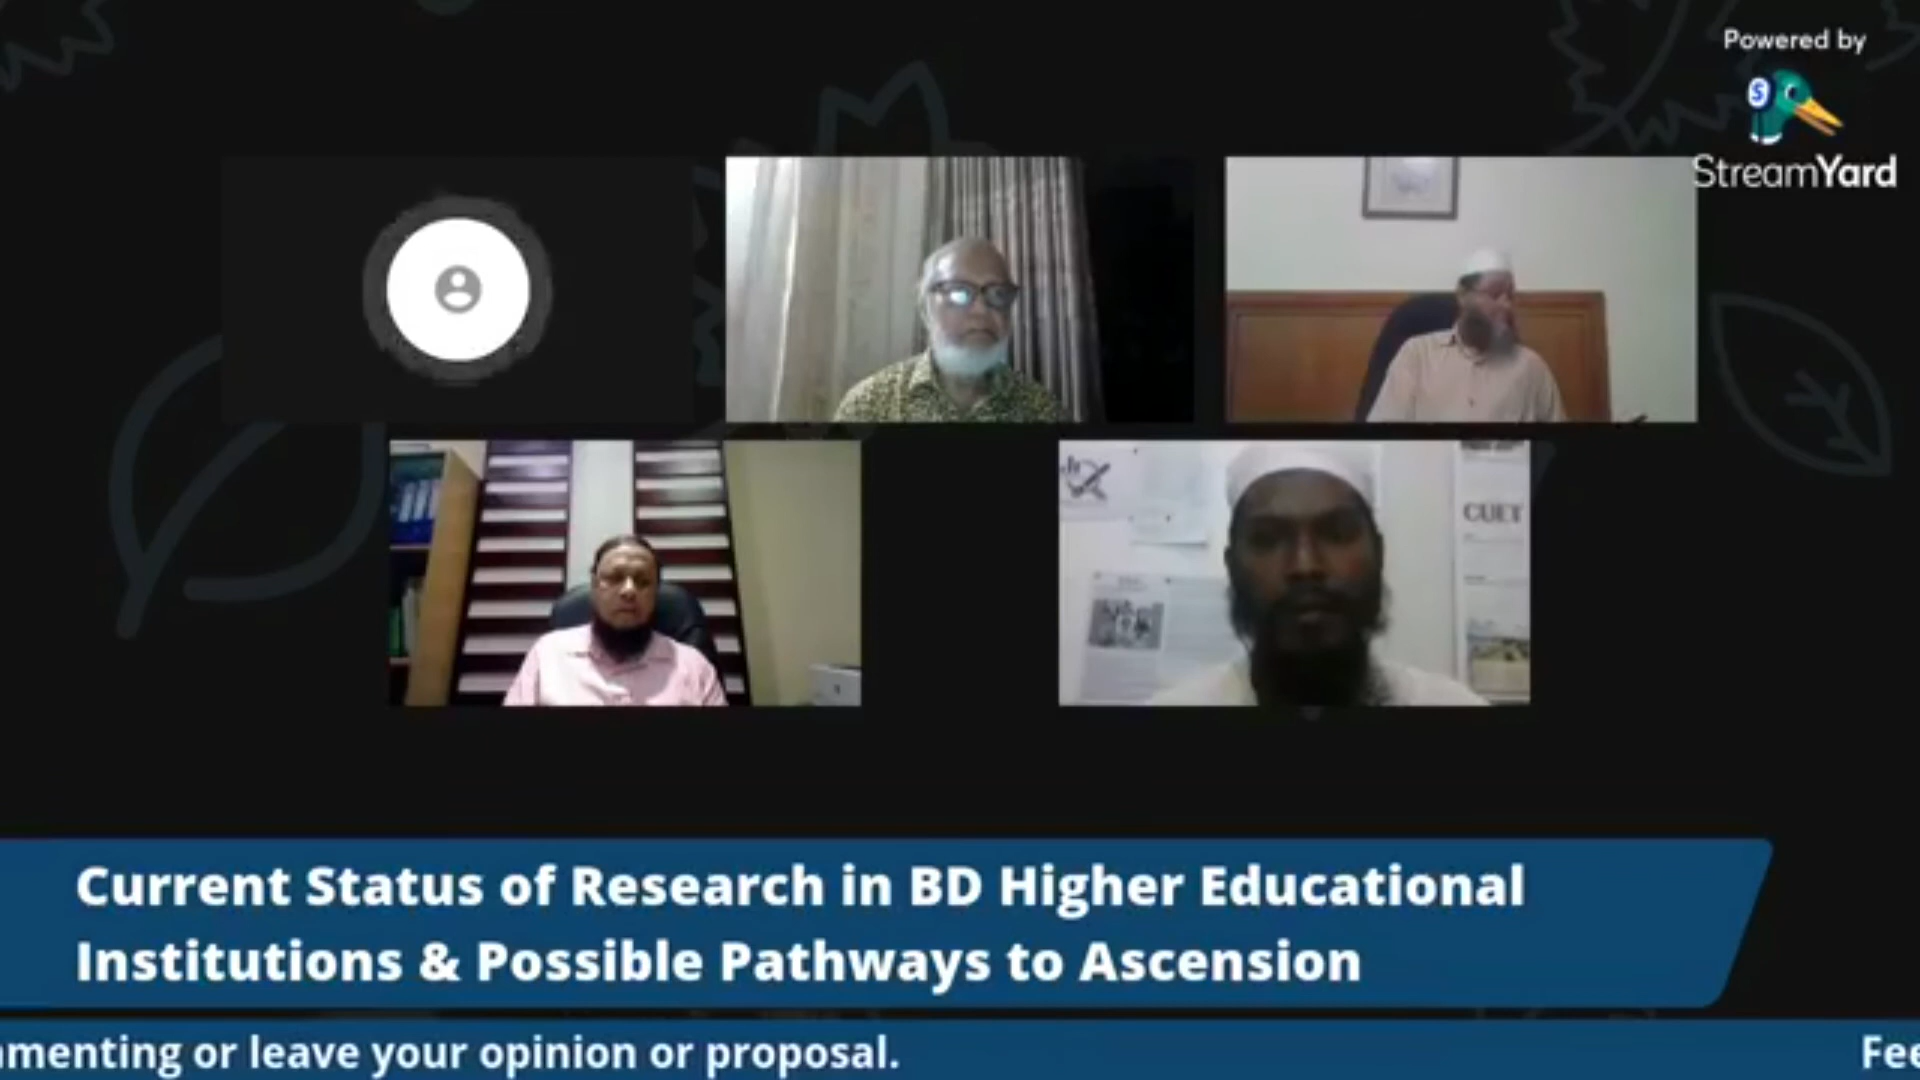 Powered by
StreamYard
CUET
Current Status of Research in BD Higher Educational
Institutions & Possible Pathways to Ascension
menting or leave your opinion or proposal.
Fee